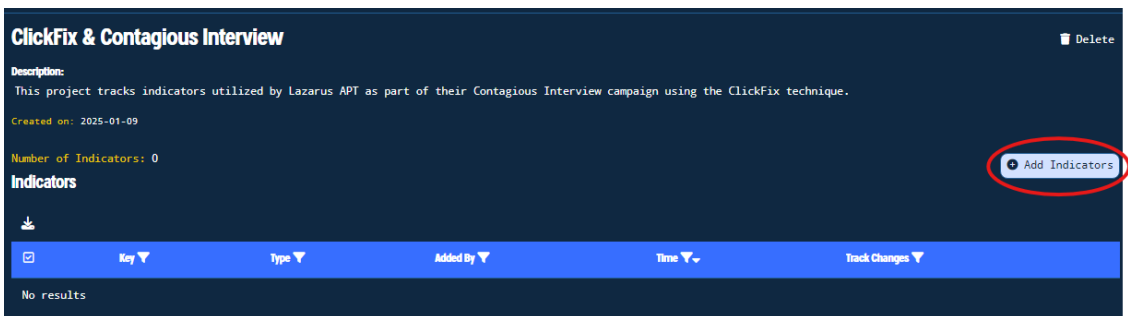 ClickFix & Contagious Interview
Delete
Description:
This project tracks indicators utilized by Lazarus APT as part of their Contagious Interview campaign using the ClickFix technique.
Created on: 2025-01-09
Number of Indicators: 0
Add Indicators
Indicators
Key Type Added By Time Track Changes
No results